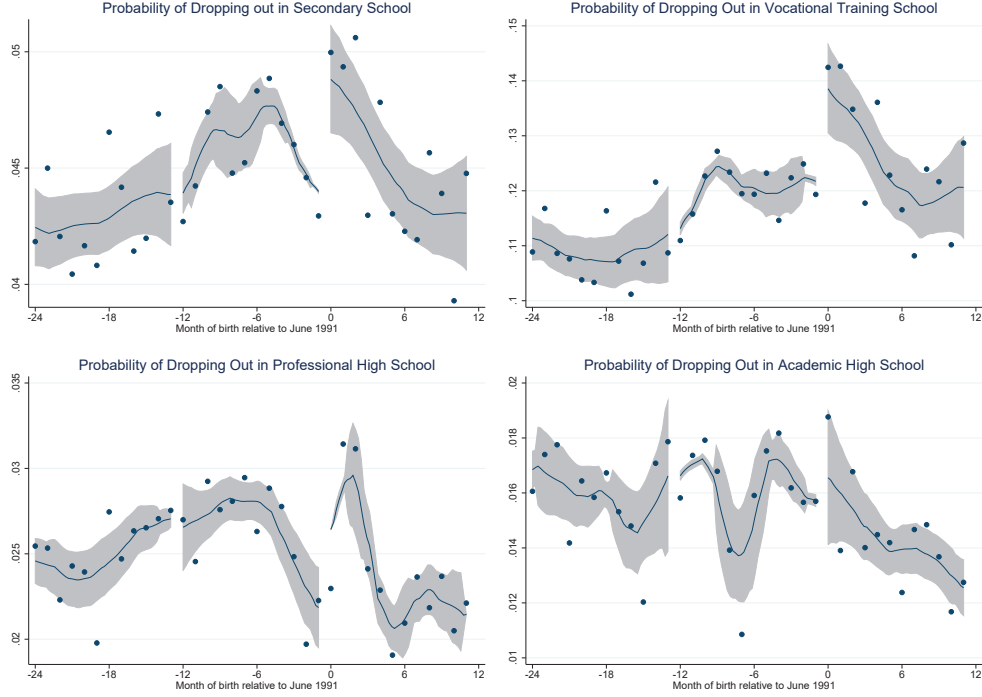 Probability of Dropping out in Secondary School
.05
.045
.04
-24 -18 -12 -6 0 6 12
Month of birth relative to June 1991
Probability of Dropping Out in Vocational Training School
.15
.14
.13
.12
.11
.1
-24 -18 -12 -6 0 6 12
Month of birth relative to June 1991
Probability of Dropping Out in Professional High School
.035
.03
.025
.02
-24 -18 -12 -6 0 6 12
Month of birth relative to June 1991
Probability of Dropping Out in Academic High School
.02
.018
.016
.014
.012
.01
-24 -18 -12 -6 0 6 12
Month of birth relative to June 1991